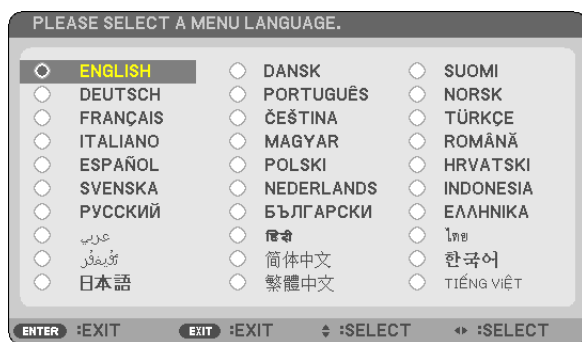 PLEASE SELECT A MENU LANGUAGE.
ENGLISH DANSK SUOMI
DEUTSCH PORTUGUÊS NORSK
FRANÇAIS ČEŠTINA TÜRKÇE
ITALIANO MAGYAR ROMÂNĂ
ESPAÑOL POLSKI HRVATSKI
SVENSKA NEDERLANDS INDONESIA
РУССКИЙ БЪЛГАРСКИ ΕΛΛΗΝΙΚΑ
عربي हिन्दी ไทย
简体中文 한국어
日本語 繁體中文 TIẾNG VIỆT
ENTER :EXIT EXIT :EXIT :SELECT :SELECT